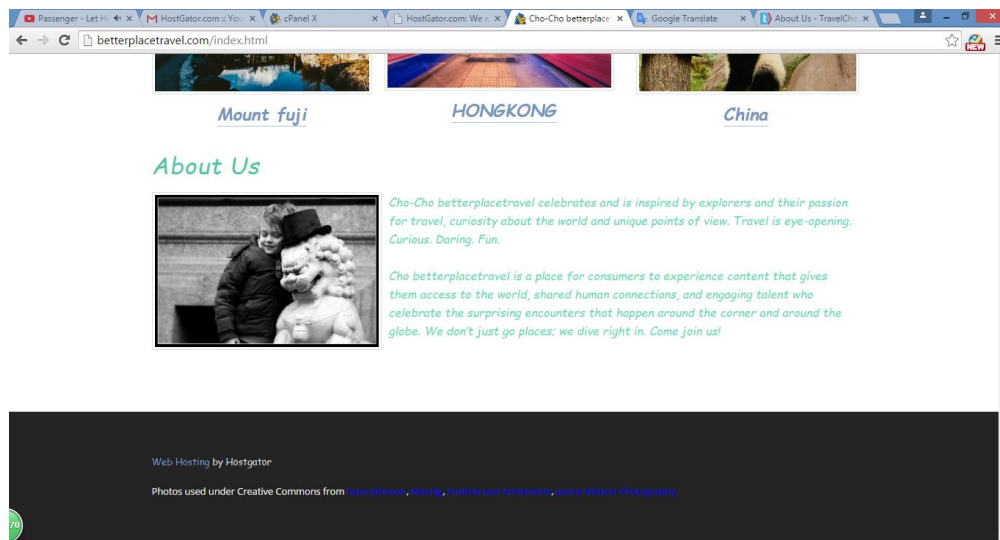 Passenger - Let H
HostGator.com :: You
cPanel X
HostGator.com: We
Cho-Cho betterplace
Google Translate
About Us - TravelCha
betterplacetravel.com/index.html
NEW
Mount fuji
HONGKONG
China
About Us
Cho-Cho betterplacetravel celebrates and is inspired by explorers and their passion
for travel, curiosity about the world and unique points of view. Travel is eye-opening.
Curious. Daring. Fun.
Cho betterplacetravel is a place for consumers to experience content that gives
them access to the world, shared human connections, and engaging talent who
celebrate the surprising encounters that happen around the corner and around the
globe. We don't just go places; we dive right in. Come join us!
Web Hosting by Hostgator
Photos used under Creative Commons from
70